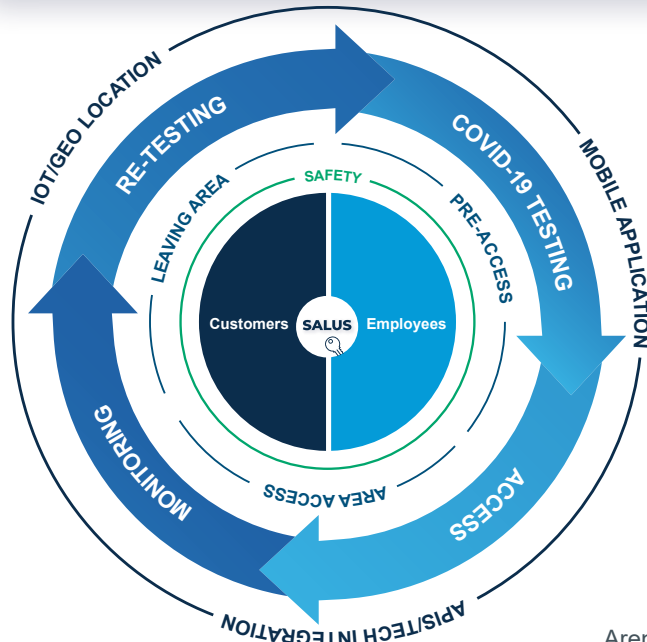 IOT/GEO LOCATION
MOBILE APPLICATION
APIS/TECH INTEGRATION
RE-TESTING
COVID-19 TESTING
ACCESS
MONITORING
LEAVING AREA
PRE-ACCESS
AREA ACCESS
SAFETY
Customers
SALUS
Employees